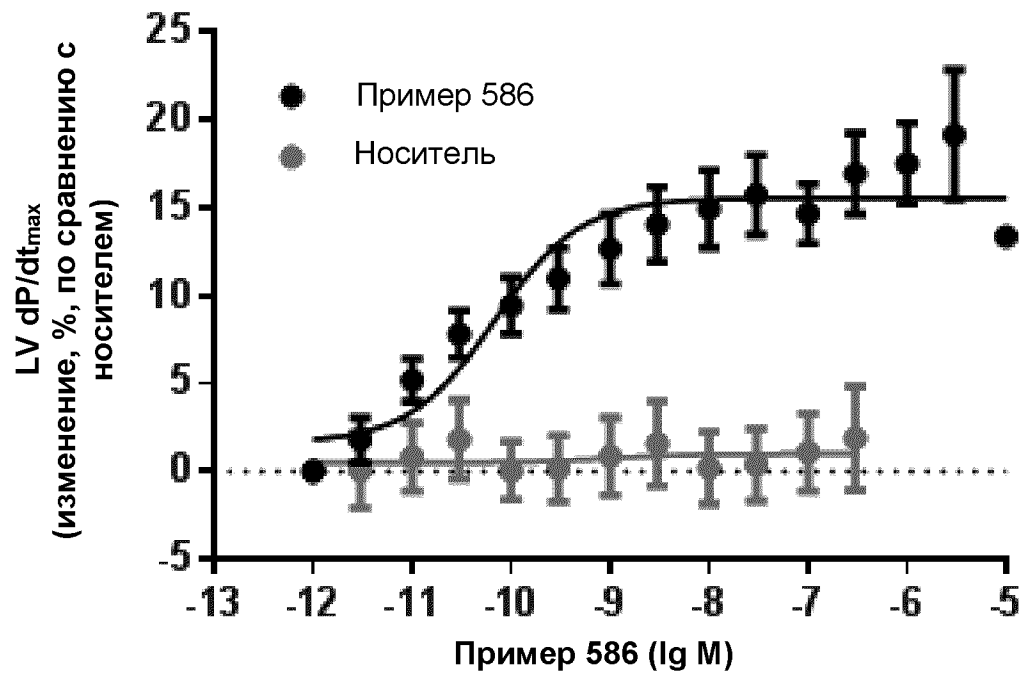 25
20
15
10
5
0
-5
Пример 586
Носитель
LV dP/dtmax
(изменение, %, по сравнению с
носителем)
-13 -12 -11 -10 -9 -8 -7 -6 -5
Пример 586 (lg M)